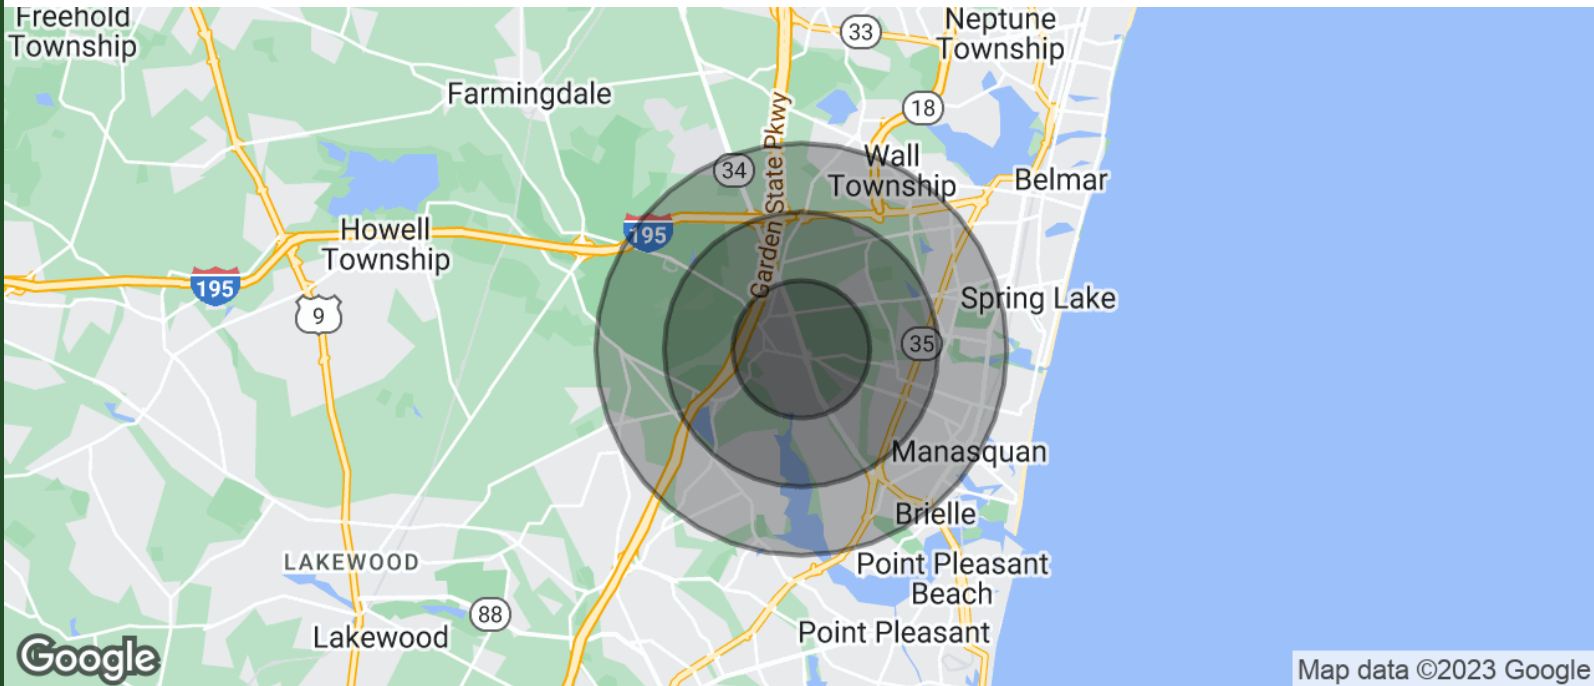 Freehold
Township
33
Neptune
Township
Farmingdale
18
Garden State Pkwy
34
Wall
Township
Belmar
195
Howell
Township
195
9
Spring Lake
35
Manasquan
Brielle
LAKEWOOD
Point Pleasant
Beach
88
Lakewood
Point Pleasant
Google
Map data ©2023 Google